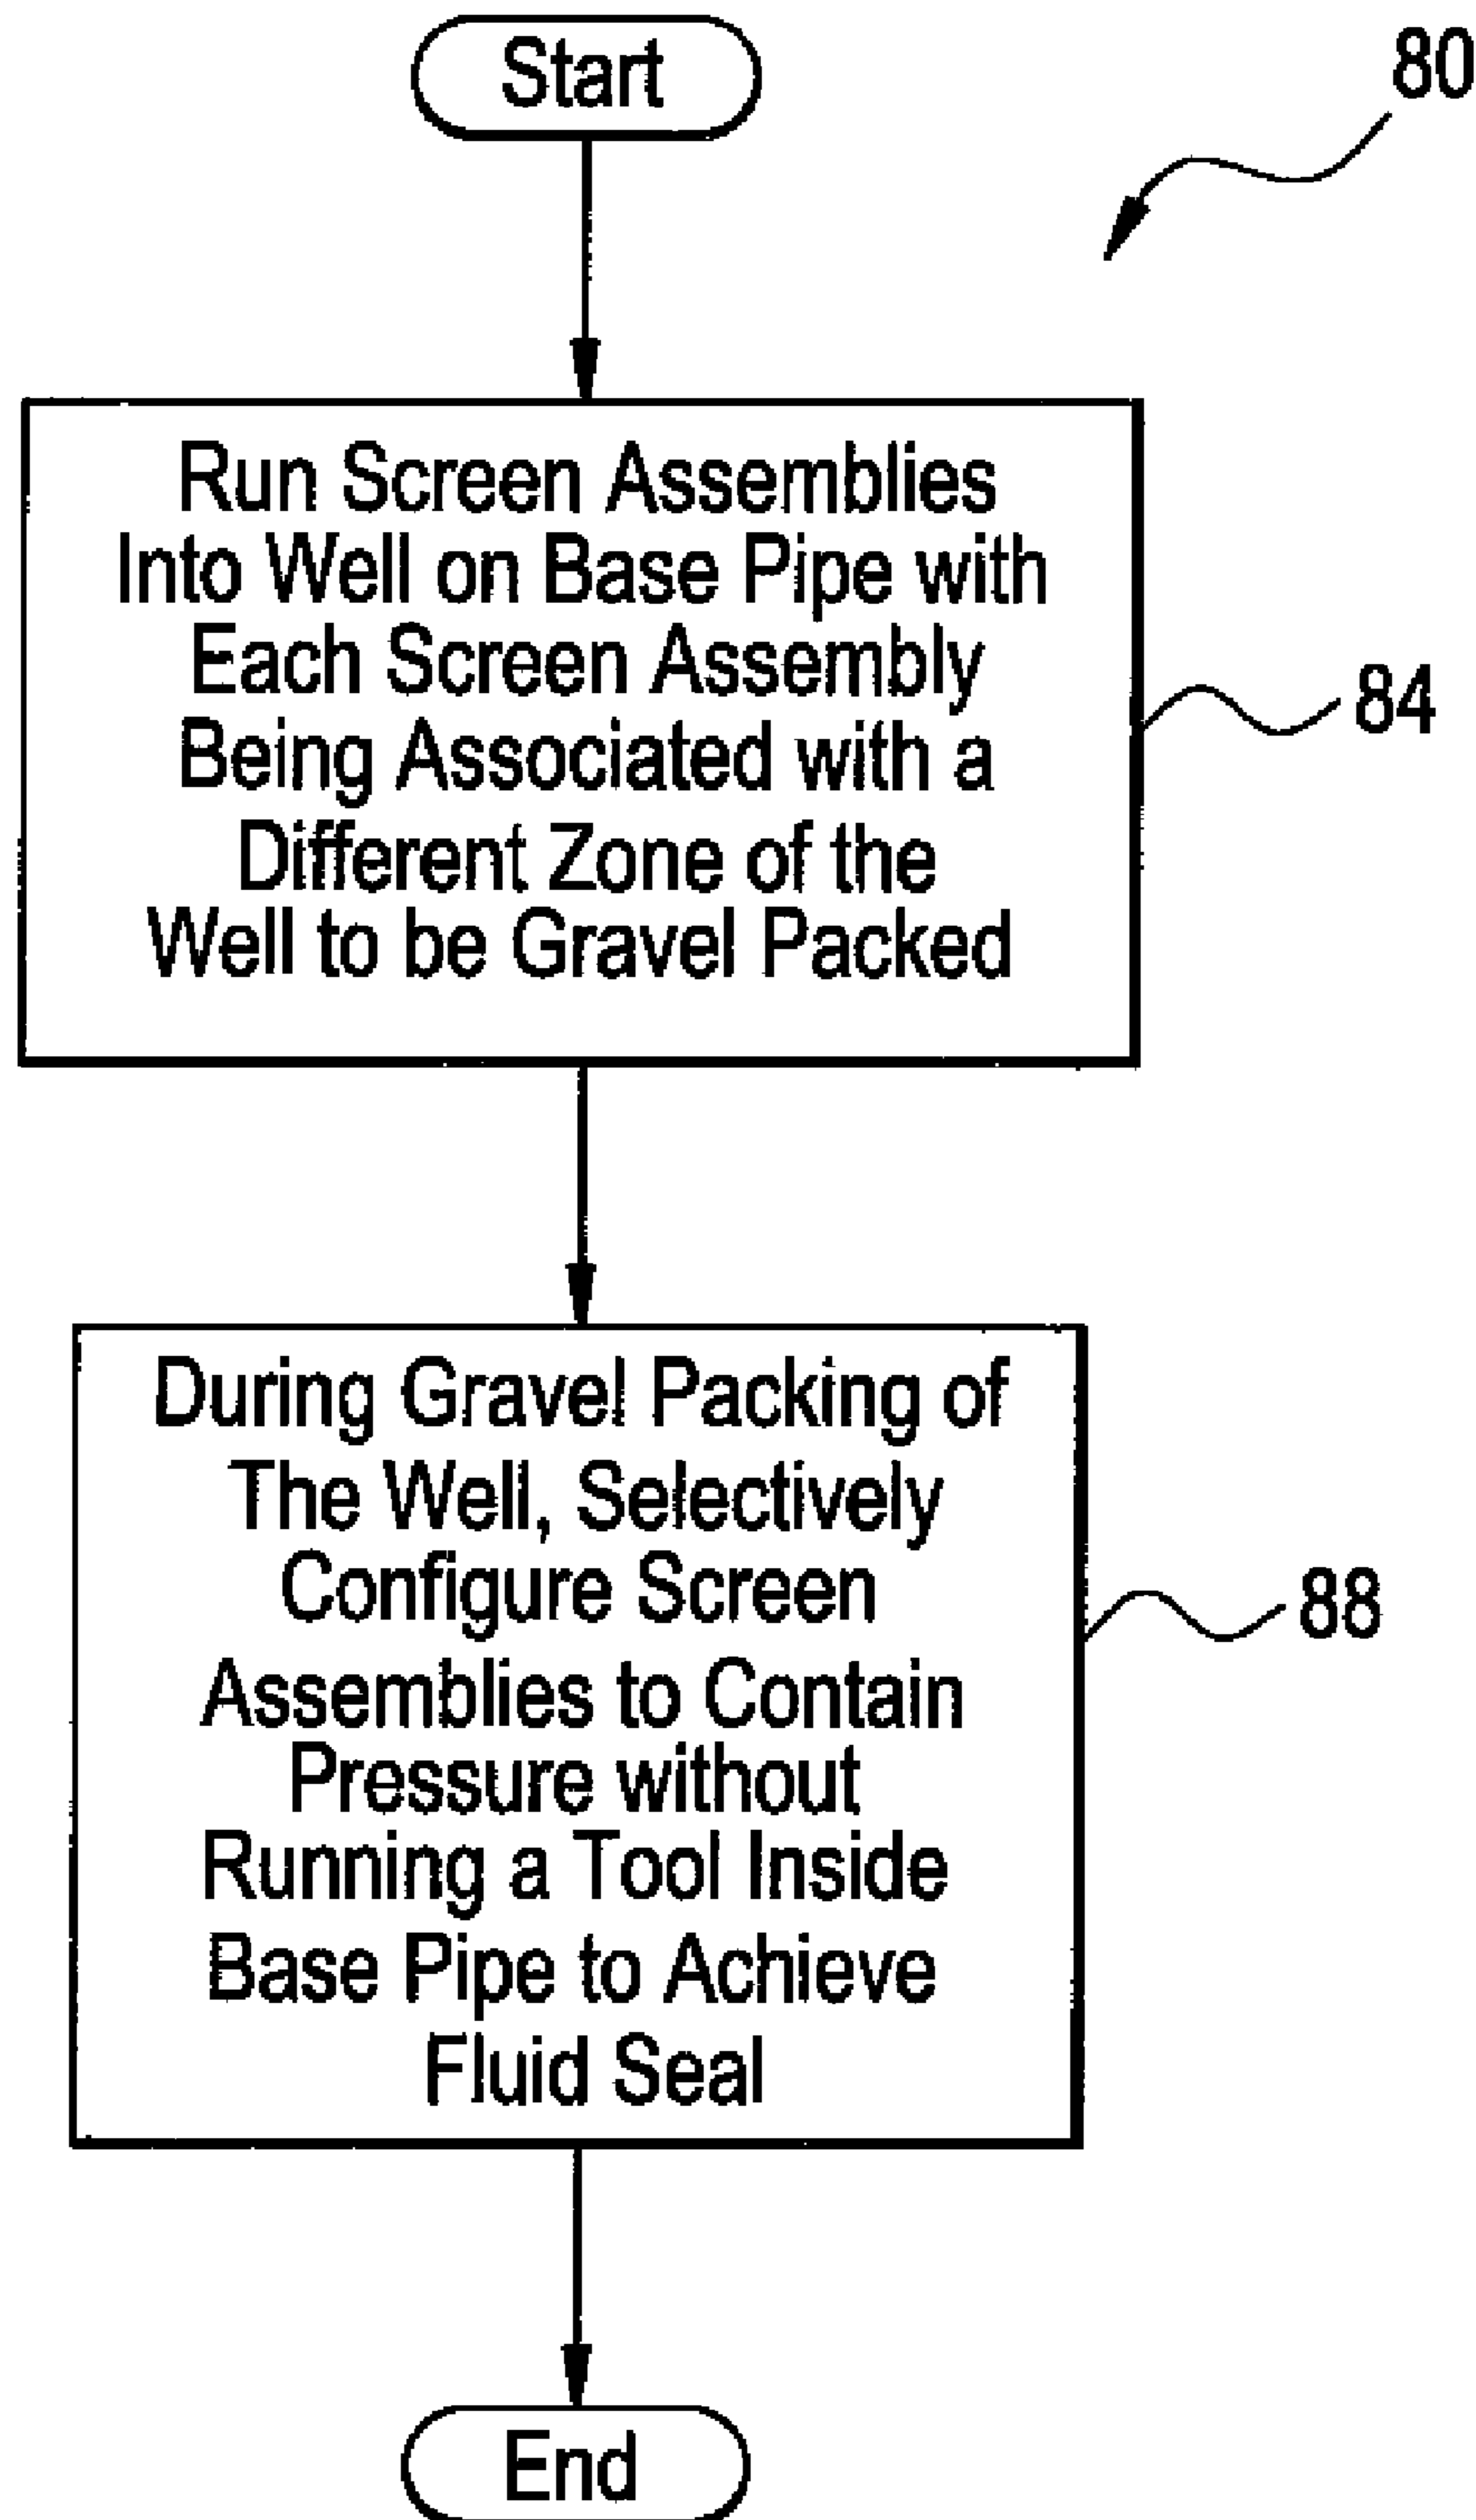 Start
80
Run Screen Assemblies
Into Well on Base Pipe with
Each Screen Assembly
Being Associated with a
Different Zone of the
Well to be Gravel Packed
84
During Gravel Packing of
The Well, Selectively
Configure Screen
Assemblies to Contain
Pressure without
Running a Tool Inside
Base Pipe to Achieve
Fluid Seal
88
End